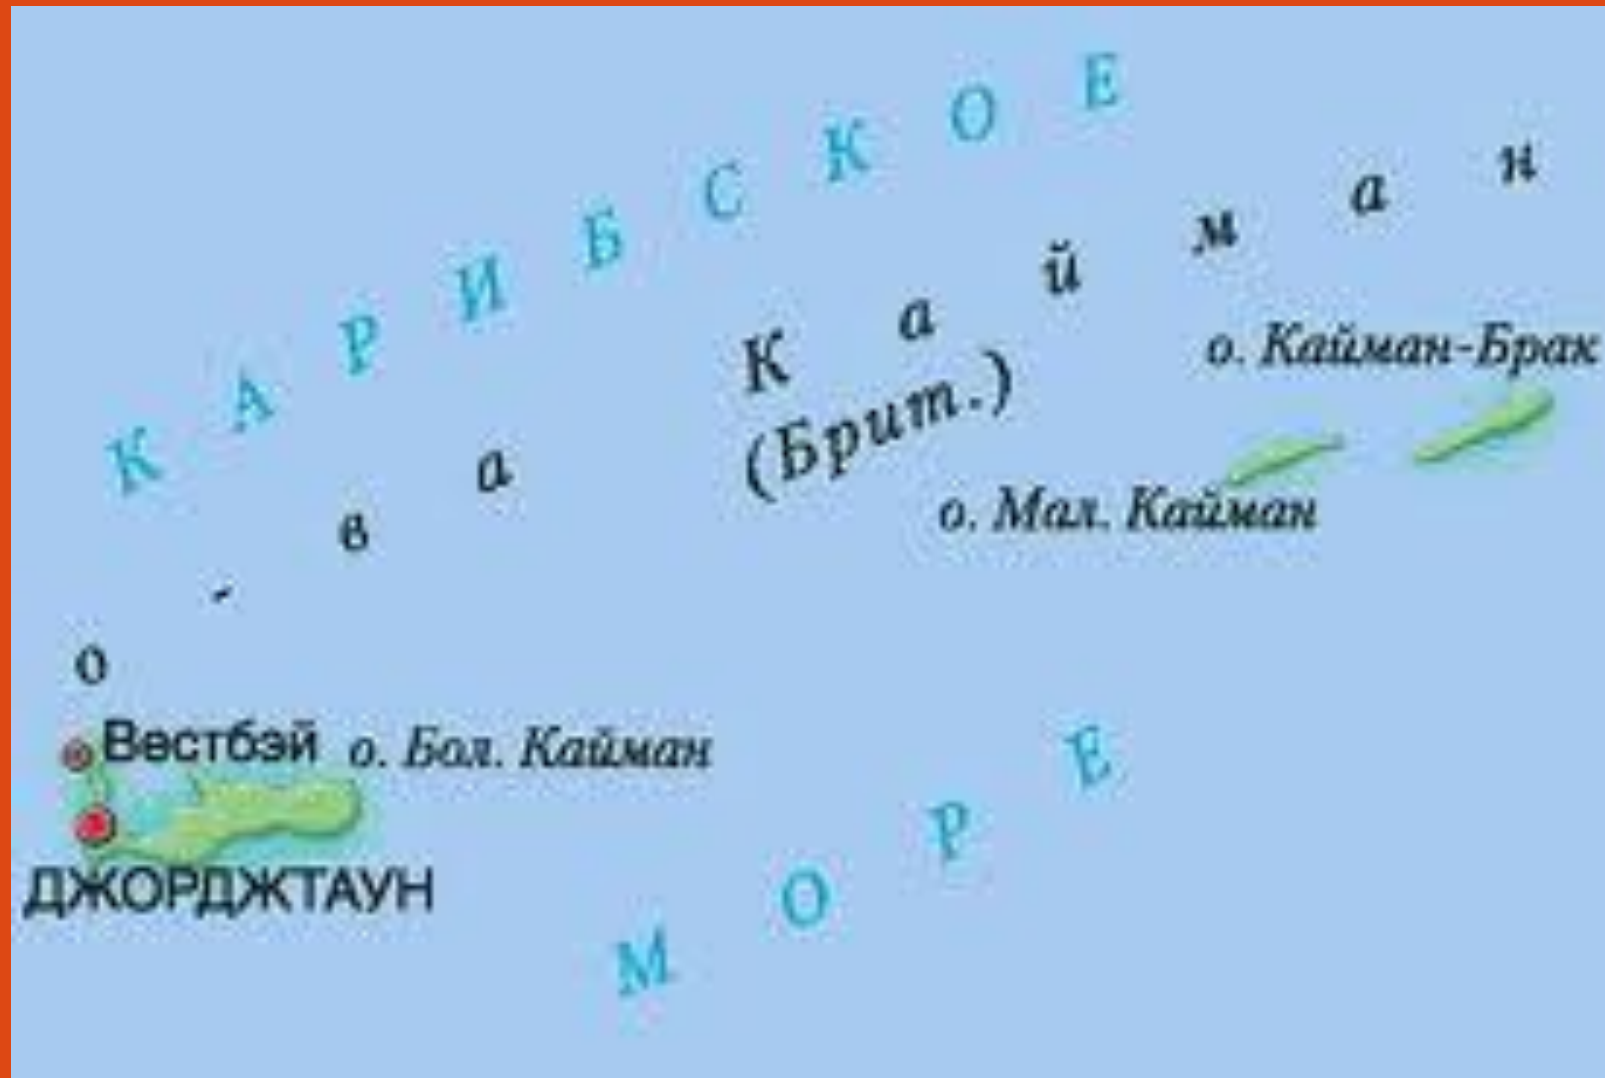 КАРИБСКОЕ
о-ва Кайман
(Брит.)
о. Кайман-Брак
о. Мал. Кайман
Вестбэй
о. Бол. Кайман
ДЖОРДЖТАУН
МОРЕ